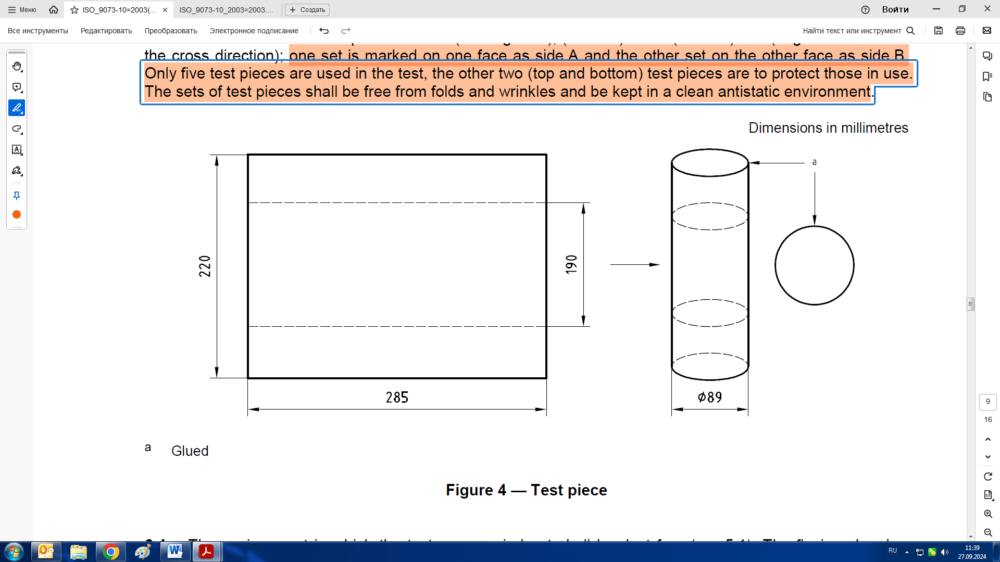 Меню
ISO_9073-10=2003(...
ISO_9073-10_2003=2003....
Создать
Войти
Все инструменты
Редактировать
Преобразовать
Электронное подписание
Найти текст или инструмент
the cross direction); one set is marked on one face as side A and the other set on the other face as side B.
Only five test pieces are used in the test, the other two (top and bottom) test pieces are to protect those in use.
The sets of test pieces shall be free from folds and wrinkles and be kept in a clean antistatic environment.
Dimensions in millimetres
a
220
190
285
ø89
a Glued
Figure 4 — Test piece
9
16
RU
11:39
27.09.2024